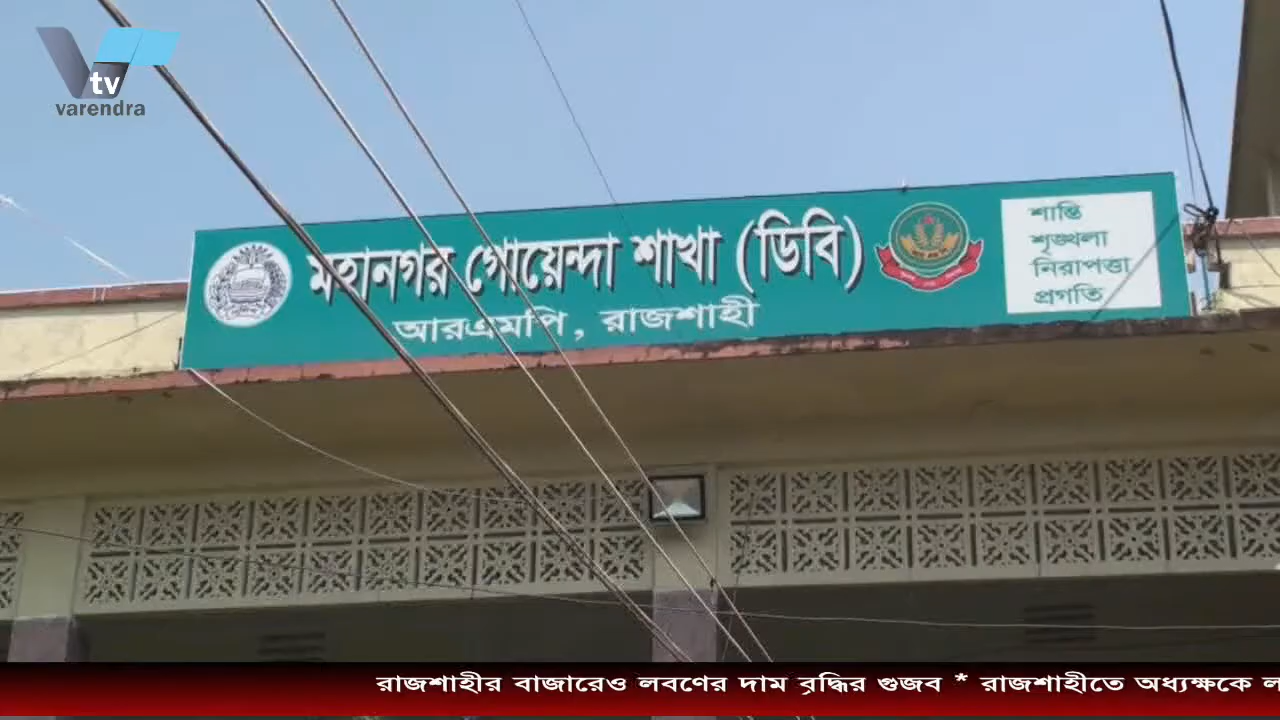 tv
varendra
মহানগর গোয়েন্দা শাখা (ডিবি)
আরএমপি, রাজশাহী
শান্তি
শৃঙ্খলা
নিরাপত্তা
প্রগতি
রাজশাহীর বাজারেও লবণের দাম বৃদ্ধির গুজব * রাজশাহীতে অধ্যক্ষকে